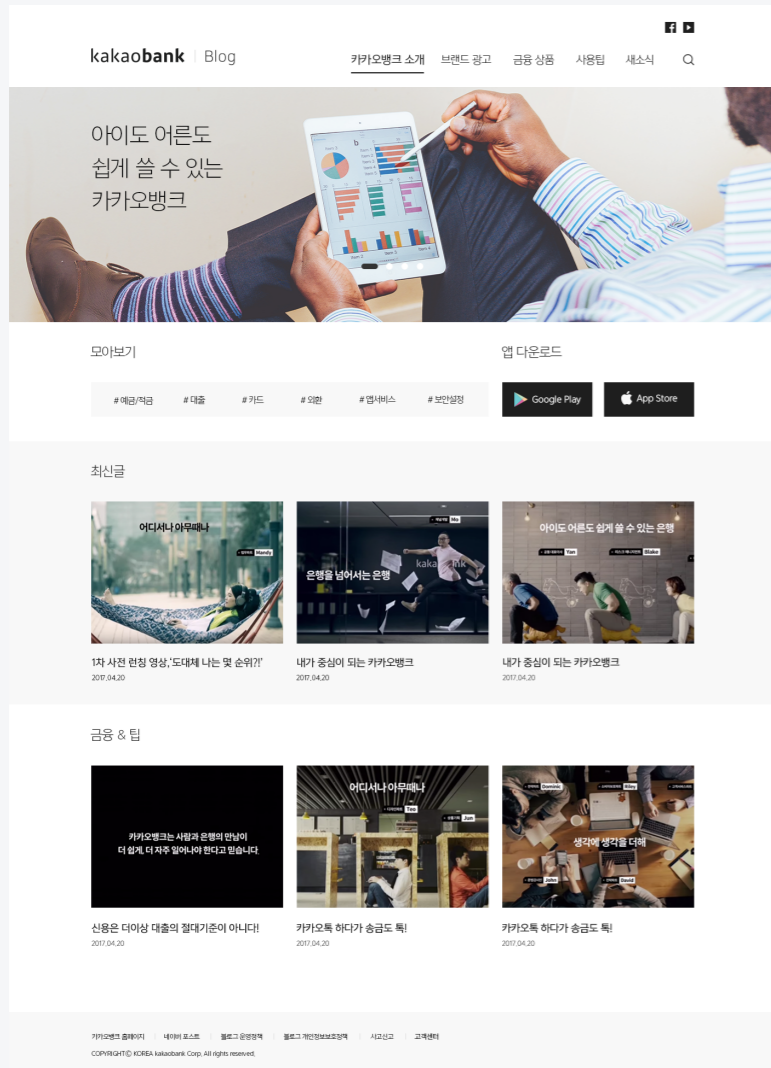 kakaobank | Blog
카카오뱅크 소개 브랜드 광고 금융 상품 사용팁 새소식
아이도 어른도
쉽게 쓸 수 있는
카카오뱅크
모아보기
# 예금/적금 # 대출 # 카드 # 외환 # 앱서비스 # 보안설정
앱 다운로드
Google Play
App Store
최신글
어디서나 아무때나
Mandy
1차 사전 런칭 영상,‘도대체 나는 몇 순위?!’
2017.04.20
Mo
은행을 넘어서는 은행
내가 중심이 되는 카카오뱅크
2017.04.20
아이도 어른도 쉽게 쓸 수 있는 은행
Yan
Blake
내가 중심이 되는 카카오뱅크
2017.04.20
금융 & 팁
카카오뱅크는 사람과 은행의 만남이
더 쉽게, 더 자주 일어나야 한다고 믿습니다.
신용은 더이상 대출의 절대기준이 아니다!
2017.04.20
어디서나 아무때나
Teo
Jun
카카오톡 하다가 송금도 톡!
2017.04.20
Dominic
Riley
생각에 생각을 더해
John
David
카카오톡 하다가 송금도 톡!
2017.04.20
카카오뱅크 홈페이지 | 네이버 포스트 | 블로그 운영정책 | 블로그 개인정보보호정책 | 사고신고 | 고객센터
COPYRIGHTⓒ KOREA kakaobank Corp. All rights reserved.